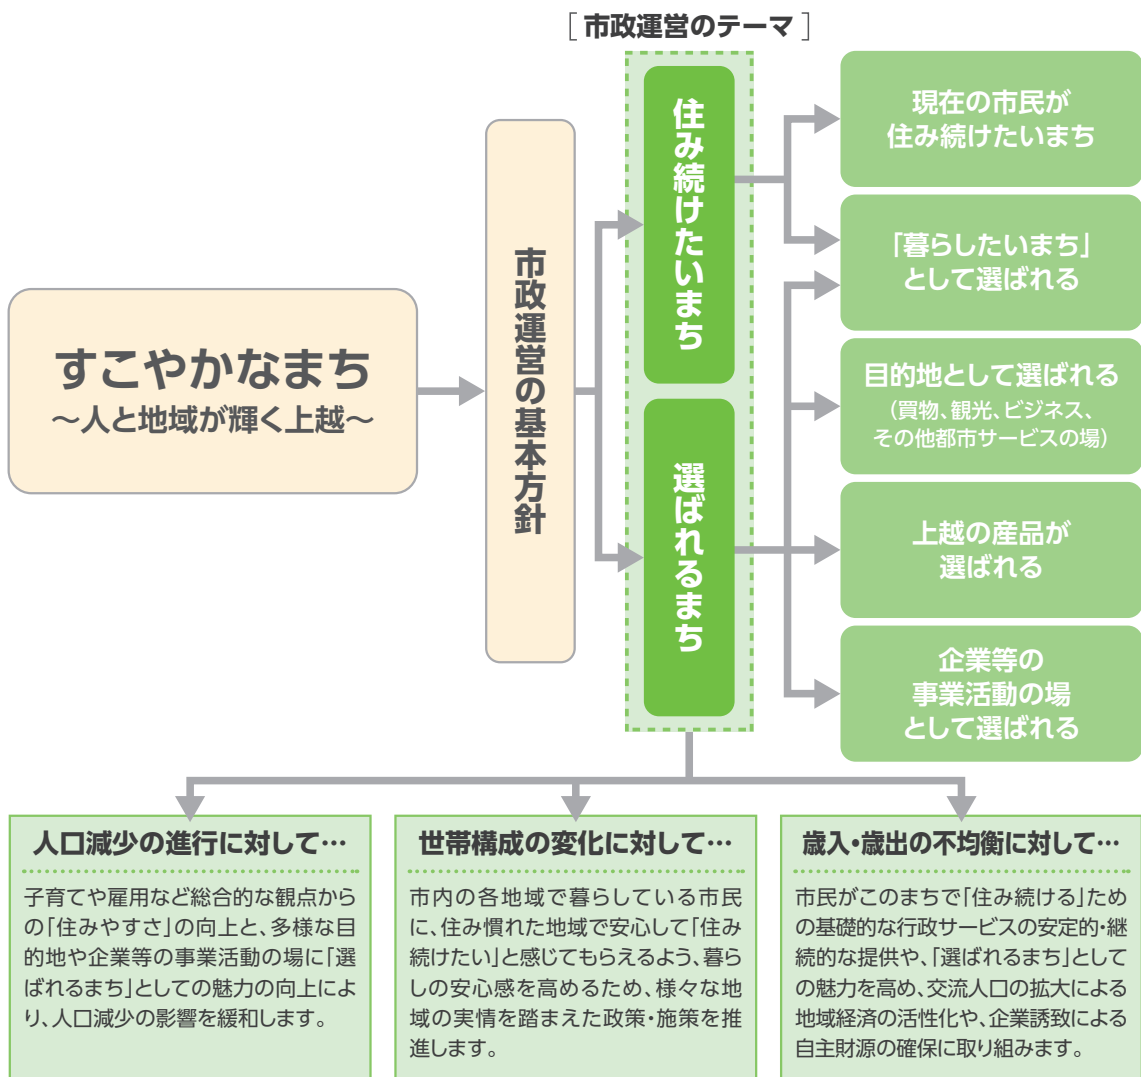 [ 市政運営のテーマ ]
すこやかなまち
～人と地域が輝く上越～
市政運営の基本方針
住み続けたいまち
選ばれるまち
現在の市民が
住み続けたいまち
「暮らしたいまち」
として選ばれる
目的地として選ばれる
（買物、観光、ビジネス、
その他都市サービスの場）
上越の産品が
選ばれる
企業等の
事業活動の場
として選ばれる
人口減少の進行に対して…
子育てや雇用など総合的な観点から
の「住みやすさ」の向上と、多様な目
的地や企業等の事業活動の場に「選
ばれるまち」としての魅力の向上によ
り、人口減少の影響を緩和します。
世帯構成の変化に対して…
市内の各地域で暮らしている市民
に、住み慣れた地域で安心して「住み
続けたい」と感じてもらえるよう、暮ら
しの安心感を高めるため、様々な地
域の実情を踏まえた政策・施策を推
進します。
歳入・歳出の不均衡に対して…
市民がこのまちで「住み続ける」ため
の基礎的な行政サービスの安定的・継
続的な提供や、「選ばれるまち」として
の魅力を高め、交流人口の拡大による
地域経済の活性化や、企業誘致による
自主財源の確保に取り組みます。